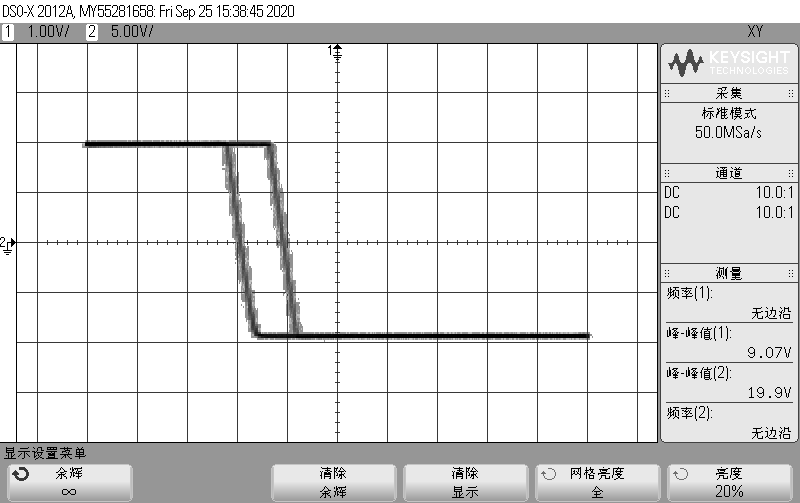 DSO-X 2012A, MY55281658: Fri Sep 25 15:38:45 2020
1 1.00V/ 2 5.00V/ XY
KEYSIGHT
TECHNOLOGIES
采集
标准模式
50.0MSa/s
通道
DC 10.0:1
DC 10.0:1
测量
频率(1):
无边沿
峰-峰值(1):
9.07V
峰-峰值(2):
19.9V
频率(2):
无边沿
1
2
显示设置菜单
余辉
∞
清除
余辉
清除
显示
网格亮度
全
亮度
20%